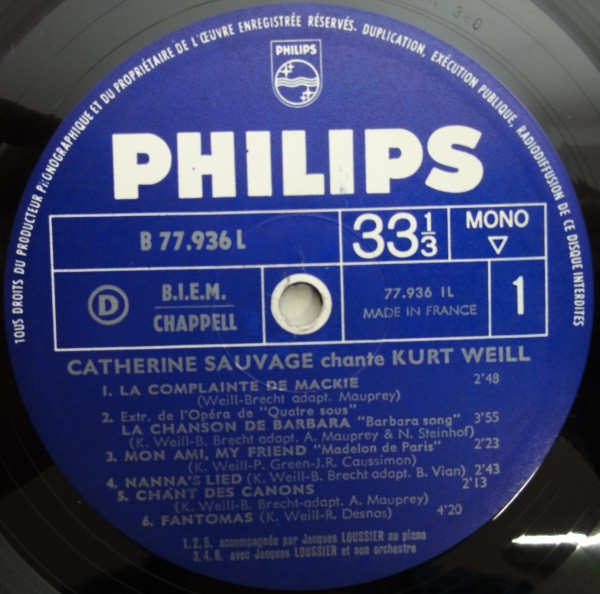 TOUS DROITS DU PRODUCTEUR PHONOGRAPHIQUE ET DU PROPRIÉTAIRE DE L'ŒUVRE ENREGISTRÉE RÉSERVÉS. DUPLICATION, EXÉCUTION PUBLIQUE, RADIODIFFUSION DE CE DISQUE INTERDITES
PHILIPS
PHILIPS
B 77.936 L
33 1/3
MONO
D
B.I.E.M.
CHAPPELL
77.936 1L
MADE IN FRANCE
1
CATHERINE SAUVAGE chante KURT WEILL
1. LA COMPLAINTE DE MACKIE 2'48
(Weill-Brecht adapt. Mauprey)
2. Extr. de l'Opéra de "Quatre sous"
LA CHANSON DE BARBARA "Barbara song" 3'55
(K. Weill-B. Brecht adapt. A. Mauprey & N. Steinhof)
3. MON AMI, MY FRIEND "Madelon de Paris" 2'23
(K. Weill-P. Green-J.R. Caussimon)
4. NANNA'S LIED (K. Weill-B. Brecht adapt. B. Vian) 2'43
5. CHANT DES CANONS 2'13
(K. Weill-B. Brecht-adapt. A. Mauprey)
6. FANTOMAS (K. Weill-R. Desnos) 4'20
1.2.5. accompagnée par Jacques LOUSSIER au piano
3.4.6. avec Jacques LOUSSIER et son orchestre